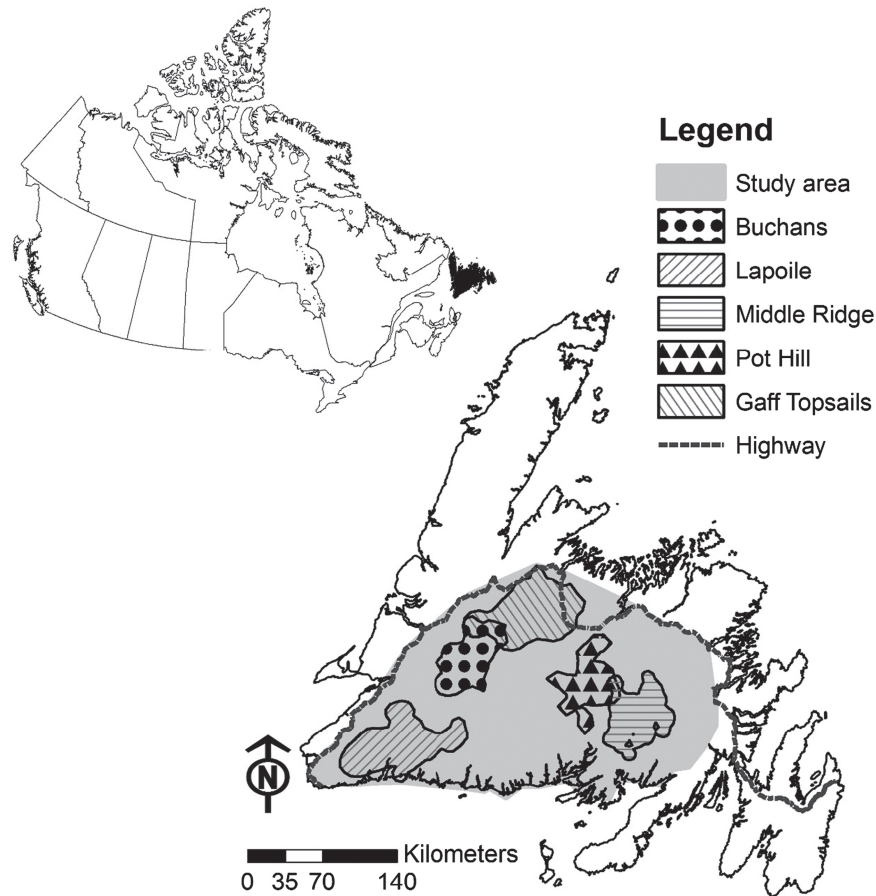 Legend
Study area
Buchans
Lapoile
Middle Ridge
Pot Hill
Gaff Topsails
Highway
N
Kilometers
0 35 70 140